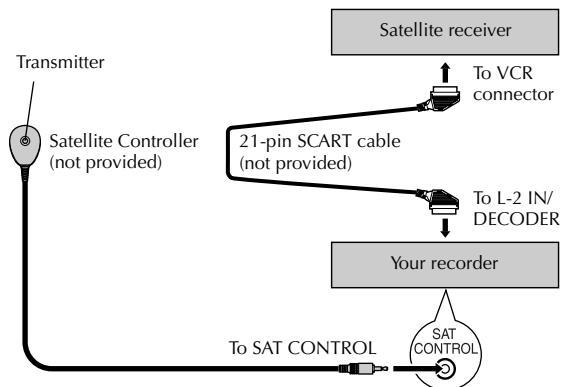 Satellite receiver
Transmitter
To VCR
connector
Satellite Controller
(not provided)
21-pin SCART cable
(not provided)
To L-2 IN/
DECODER
Your recorder
SAT
CONTROL
To SAT CONTROL